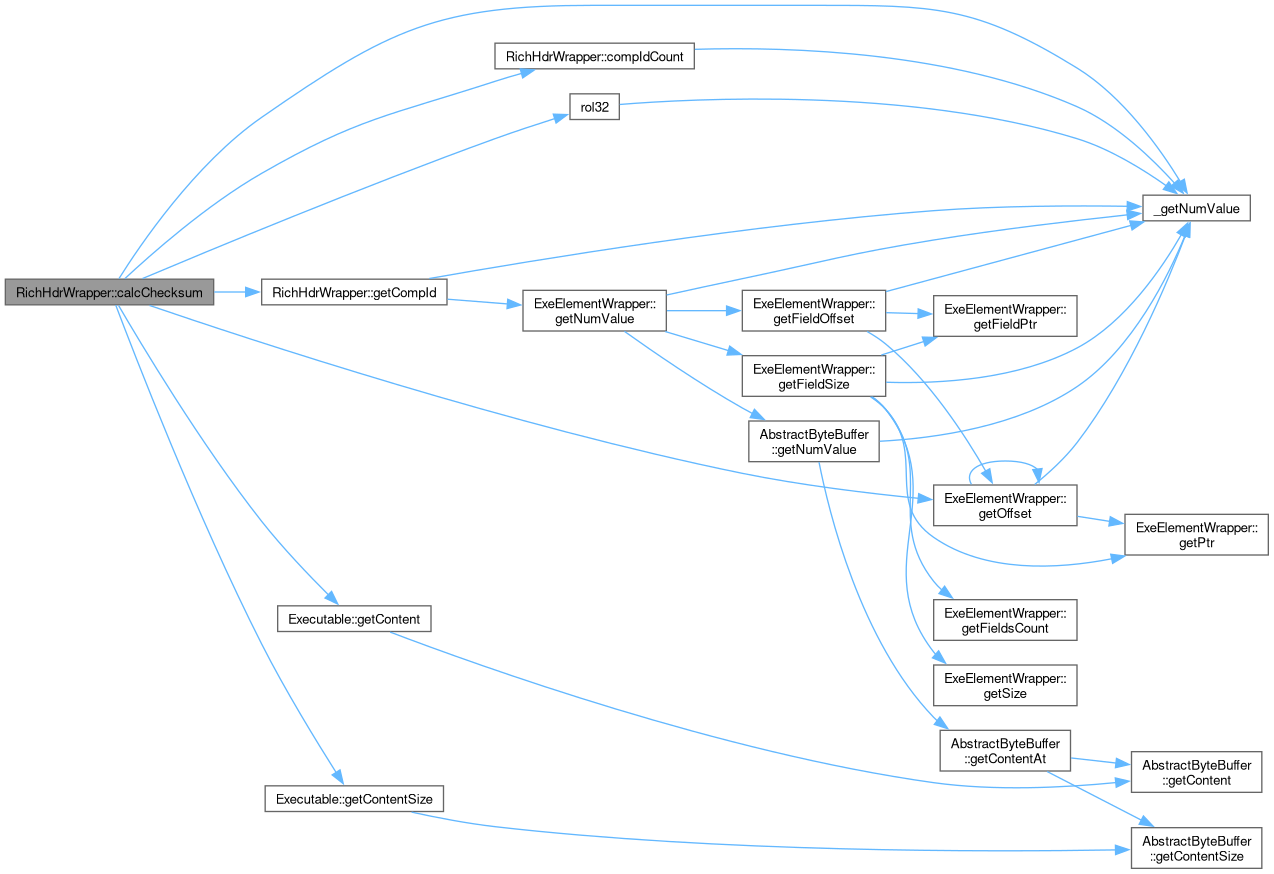 RichHdrWrapper::compIdCount
rol32
_getNumValue
RichHdrWrapper::calcChecksum
RichHdrWrapper::getCompId
ExeElementWrapper::
getNumValue
ExeElementWrapper::
getFieldOffset
ExeElementWrapper::
getFieldPtr
ExeElementWrapper::
getFieldSize
AbstractByteBuffer
::getNumValue
ExeElementWrapper::
getOffset
ExeElementWrapper::
getPtr
Executable::getContent
ExeElementWrapper::
getFieldsCount
ExeElementWrapper::
getSize
AbstractByteBuffer
::getContentAt
AbstractByteBuffer
::getContent
Executable::getContentSize
AbstractByteBuffer
::getContentSize